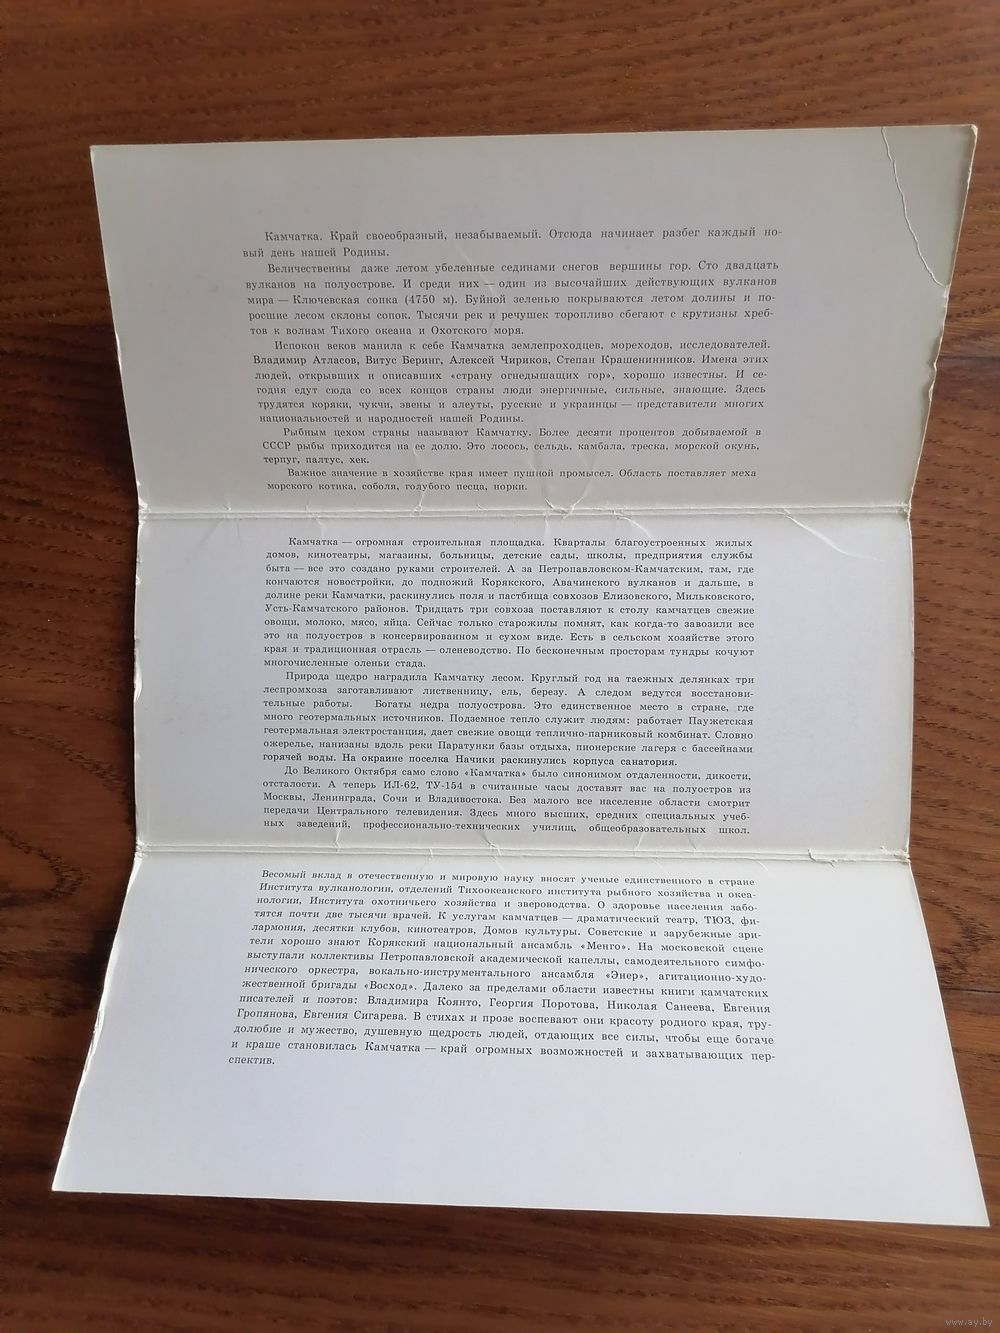 Камчатка. Край своеобразный, незабываемый. Отсюда начинает разбег каждый но-
вый день нашей Родины.
Величественны даже летом убеленные сединами снегов вершины гор. Сто двадцать
вулканов на полуострове. И среди них — один из высочайших действующих вулканов
мира — Ключевская сопка (4750 м). Буйной зеленью покрываются летом долины и по-
росшие лесом склоны сопок. Тысячи рек и речушек торопливо сбегают с крутизны хреб-
тов к волнам Тихого океана и Охотского моря.
Испокон веков манила к себе Камчатка землепроходцев, мореходов, исследователей.
Владимир Атласов, Витус Беринг, Алексей Чириков, Степан Крашенинников. Имена этих
людей, открывших и описавших «страну огнедышащих гор», хорошо известны. И се-
годня едут сюда со всех концов страны люди энергичные, сильные, знающие. Здесь
трудятся коряки, чукчи, эвены и алеуты, русские и украинцы — представители многих
национальностей и народностей нашей Родины.
Рыбным цехом страны называют Камчатку. Более десяти процентов добываемой в
СССР рыбы приходится на ее долю. Это лосось, сельдь, камбала, треска, морской окунь,
терпуг, палтус, хек.
Важное значение в хозяйстве края имеет пушной промысел. Область поставляет меха
морского котика, соболя, голубого песца, норки.
Камчатка — огромная строительная площадка. Кварталы благоустроенных жилых
домов, кинотеатры, магазины, больницы, детские сады, школы, предприятия службы
быта — все это создано руками строителей. А за Петропавловском-Камчатским, там, где
кончаются новостройки, до подножий Корякского, Авачинского вулканов и дальше, в
долине реки Камчатки, раскинулись поля и пастбища совхозов Елизовского, Мильковского,
Усть-Камчатского районов. Тридцать три совхоза поставляют к столу камчатцев свежие
овощи, молоко, мясо, яйца. Сейчас только старожилы помнят, как когда-то завозили все
это на полуостров в консервированном и сухом виде. Есть в сельском хозяйстве этого
края и традиционная отрасль — оленеводство. По бесконечным просторам тундры кочуют
многочисленные оленьи стада.
Природа щедро наградила Камчатку лесом. Круглый год на таежных делянках три
леспромхоза заготавливают лиственницу, ель, березу. А следом ведутся восстанови-
тельные работы. Богаты недра полуострова. Это единственное место в стране, где
много геотермальных источников. Подземное тепло служит людям: работает Паужетская
геотермальная электростанция, дает свежие овощи теплично-парниковый комбинат. Словно
ожерелье, нанизаны вдоль реки Паратунки базы отдыха, пионерские лагеря с бассейнами
горячей воды. На окраине поселка Начики раскинулись корпуса санатория.
До Великого Октября само слово «Камчатка» было синонимом отдаленности, дикости,
отсталости. А теперь ИЛ-62, ТУ-154 в считанные часы доставят вас на полуостров из
Москвы, Ленинграда, Сочи и Владивостока. Без малого все население области смотрит
передачи Центрального телевидения. Здесь много высших, средних специальных учеб-
ных заведений, профессионально-технических училищ, общеобразовательных школ.
Весомый вклад в отечественную и мировую науку вносят ученые единственного в стране
Института вулканологии, отделений Тихоокеанского института рыбного хозяйства и океа-
нологии, Института охотничьего хозяйства и звероводства. О здоровье населения забо-
тятся почти две тысячи врачей. К услугам камчатцев — драматический театр, ТЮЗ, фи-
лармония, десятки клубов, кинотеатров, Домов культуры. Советские и зарубежные зри-
тели хорошо знают Корякский национальный ансамбль «Менго». На московской сцене
выступали коллективы Петропавловской академической капеллы, самодеятельного симфо-
нического оркестра, вокально-инструментального ансамбля «Энер», агитационно-худо-
жественной бригады «Восход». Далеко за пределами области известны книги камчатских
писателей и поэтов: Владимира Коянто, Георгия Поротова, Николая Санеева, Евгения
Гропянова, Евгения Сигарева. В стихах и прозе воспевают они красоту родного края, тру-
долюбие и мужество, душевную щедрость людей, отдающих все силы, чтобы еще богаче
и краше становилась Камчатка — край огромных возможностей и захватывающих пер-
спектив.
www.ay.by